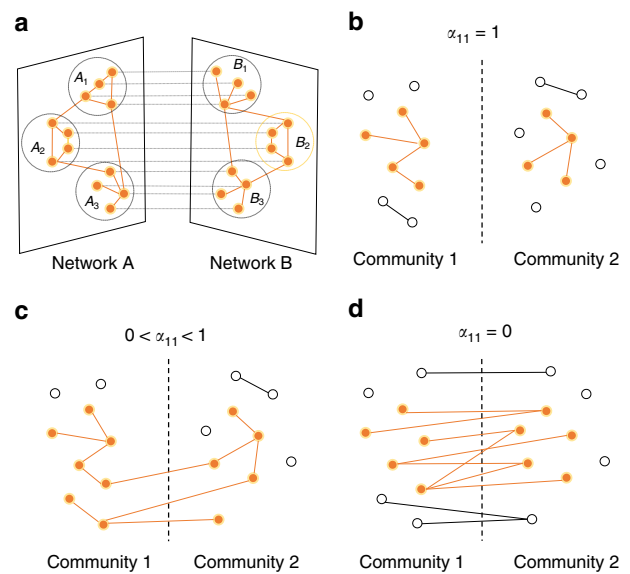 a
A₁
A₂
A₃
B₁
B₂
B₃
Network A
Network B
b
α₁₁ = 1
Community 1
Community 2
c
0 < α₁₁ < 1
Community 1
Community 2
d
α₁₁ = 0
Community 1
Community 2